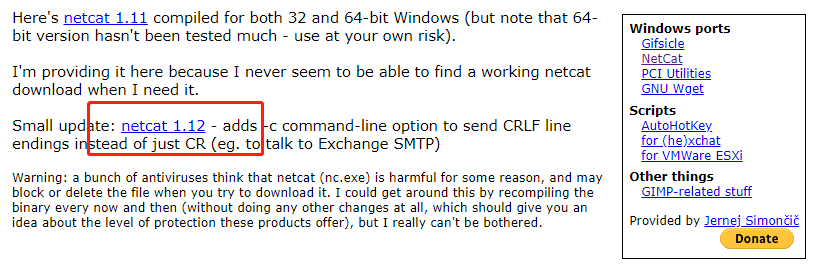 Here's netcat 1.11 compiled for both 32 and 64-bit Windows (but note that 64-
bit version hasn't been tested much - use at your own risk).
I'm providing it here because I never seem to be able to find a working netcat
download when I need it.
Small update: netcat 1.12 - adds -c command-line option to send CRLF line
endings instead of just CR (eg. to talk to Exchange SMTP)
Warning: a bunch of antiviruses think that netcat (nc.exe) is harmful for some reason, and may
block or delete the file when you try to download it. I could get around this by recompiling the
binary every now and then (without doing any other changes at all, which should give you an
idea about the level of protection these products offer), but I really can't be bothered.
Windows ports
Gifsicle
NetCat
PCI Utilities
GNU Wget
Scripts
AutoHotKey
for (he)xchat
for VMWare ESXi
Other things
GIMP-related stuff
Provided by Jernej Simončič
Donate